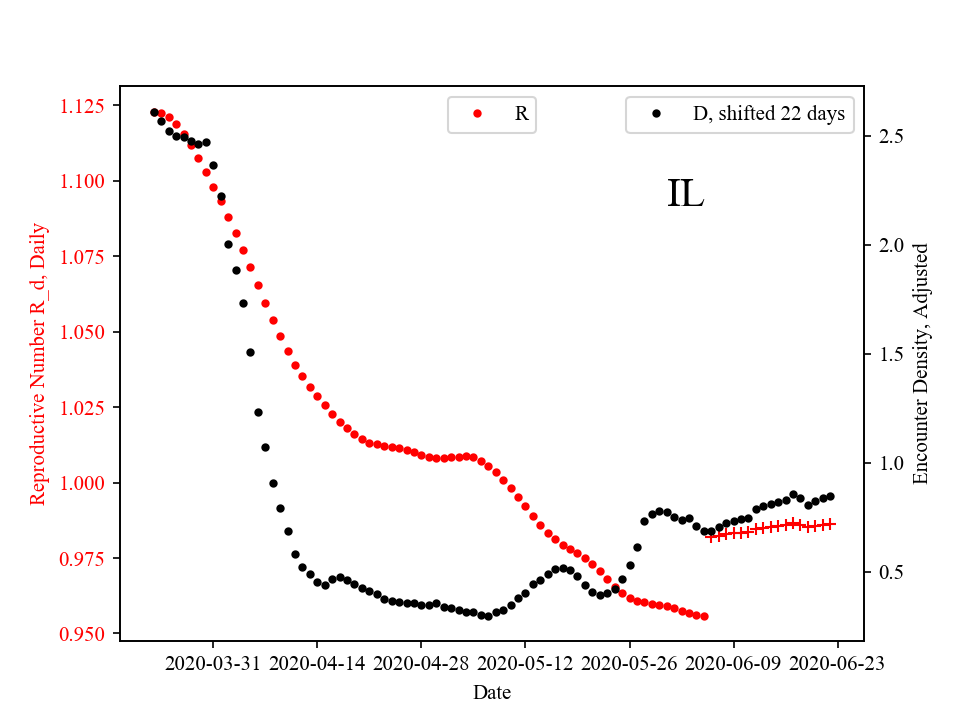 R
D, shifted 22 days
IL
Reproductive Number R_d, Daily
1.125
1.100
1.075
1.050
1.025
1.000
0.975
0.950
2.5
2.0
1.5
1.0
0.5
Encounter Density, Adjusted
2020-03-31 2020-04-14 2020-04-28 2020-05-12 2020-05-26 2020-06-09 2020-06-23
Date